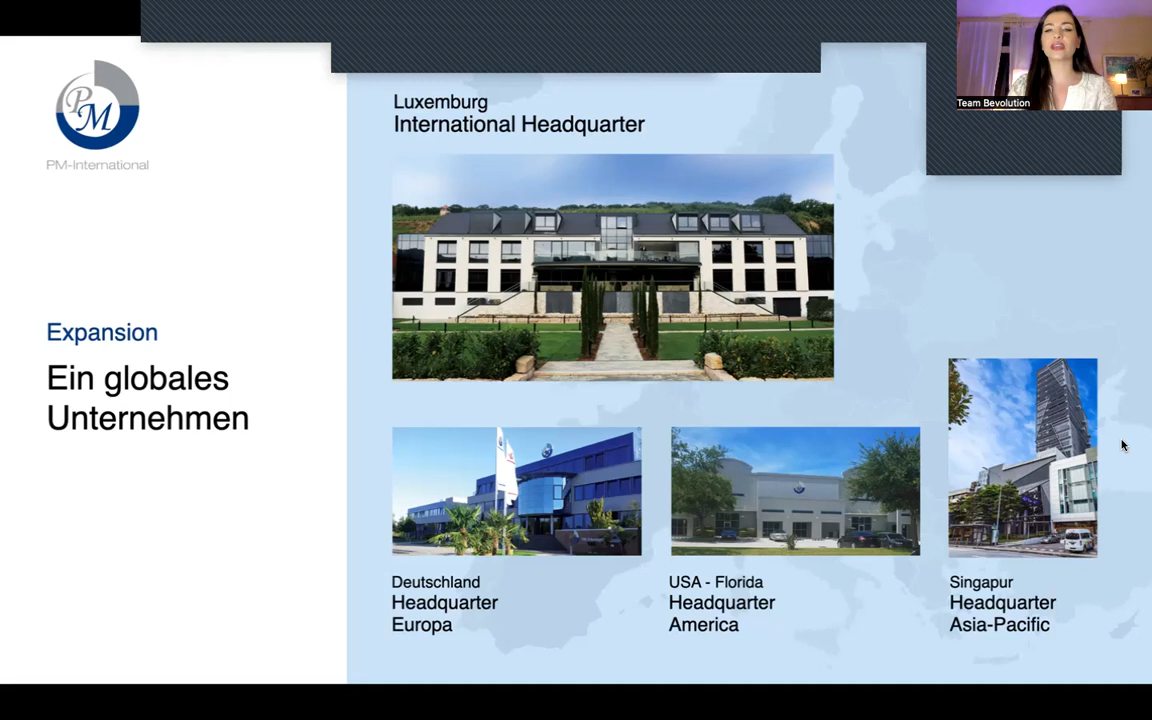 Team Bevolution
PM
PM-International
Luxemburg
International Headquarter
Expansion
Ein globales
Unternehmen
Deutschland
Headquarter
Europa
USA - Florida
Headquarter
America
Singapur
Headquarter
Asia-Pacific